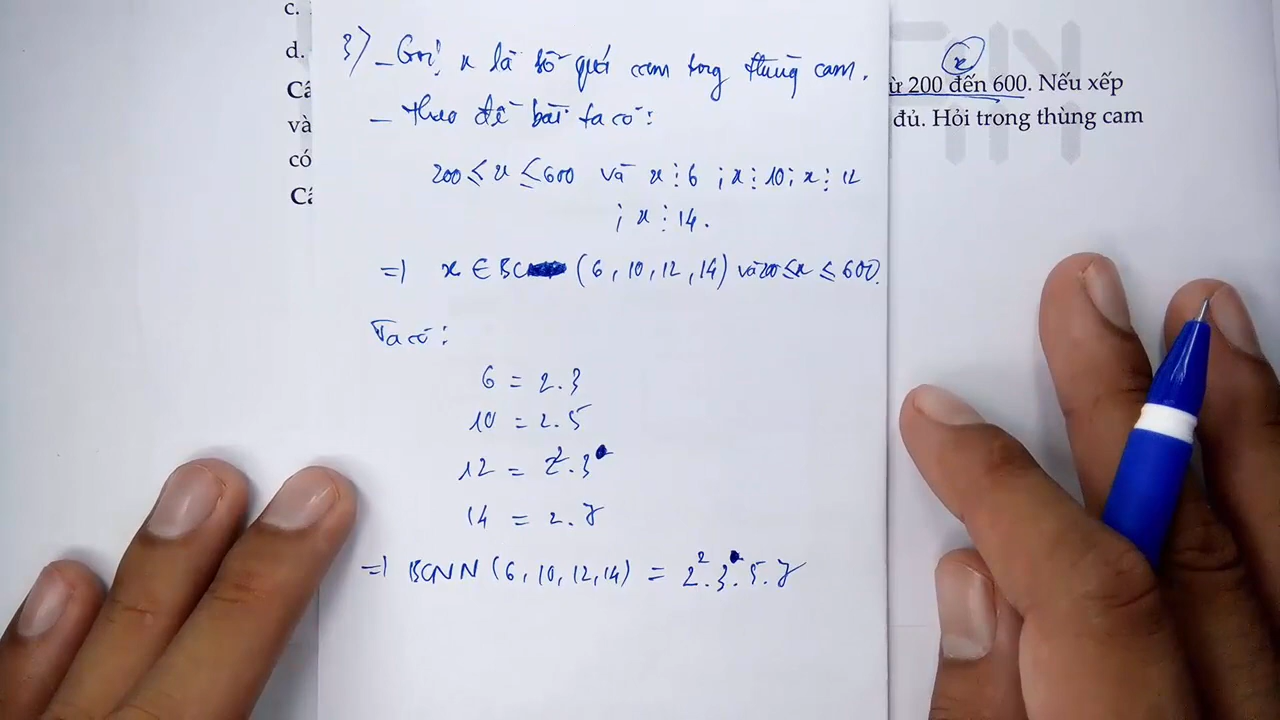 c.
d.
Câ
và
có
Câ
x
ừ 200 đến 600. Nếu xếp
đủ. Hỏi trong thùng cam
3) - Gọi x là số quả cam trong thùng cam.
- Theo đề bài ta có:
200 ≤ x ≤ 600 và x ⋮ 6 ; x ⋮ 10 ; x ⋮ 12
; x ⋮ 14.
=> x ∈ BC (6, 10, 12, 14) và 200 ≤ x ≤ 600.
Ta có:
6 = 2.3
10 = 2.5
12 = 2².3
14 = 2.7
=> BCNN (6, 10, 12, 14) = 2².3.5.7